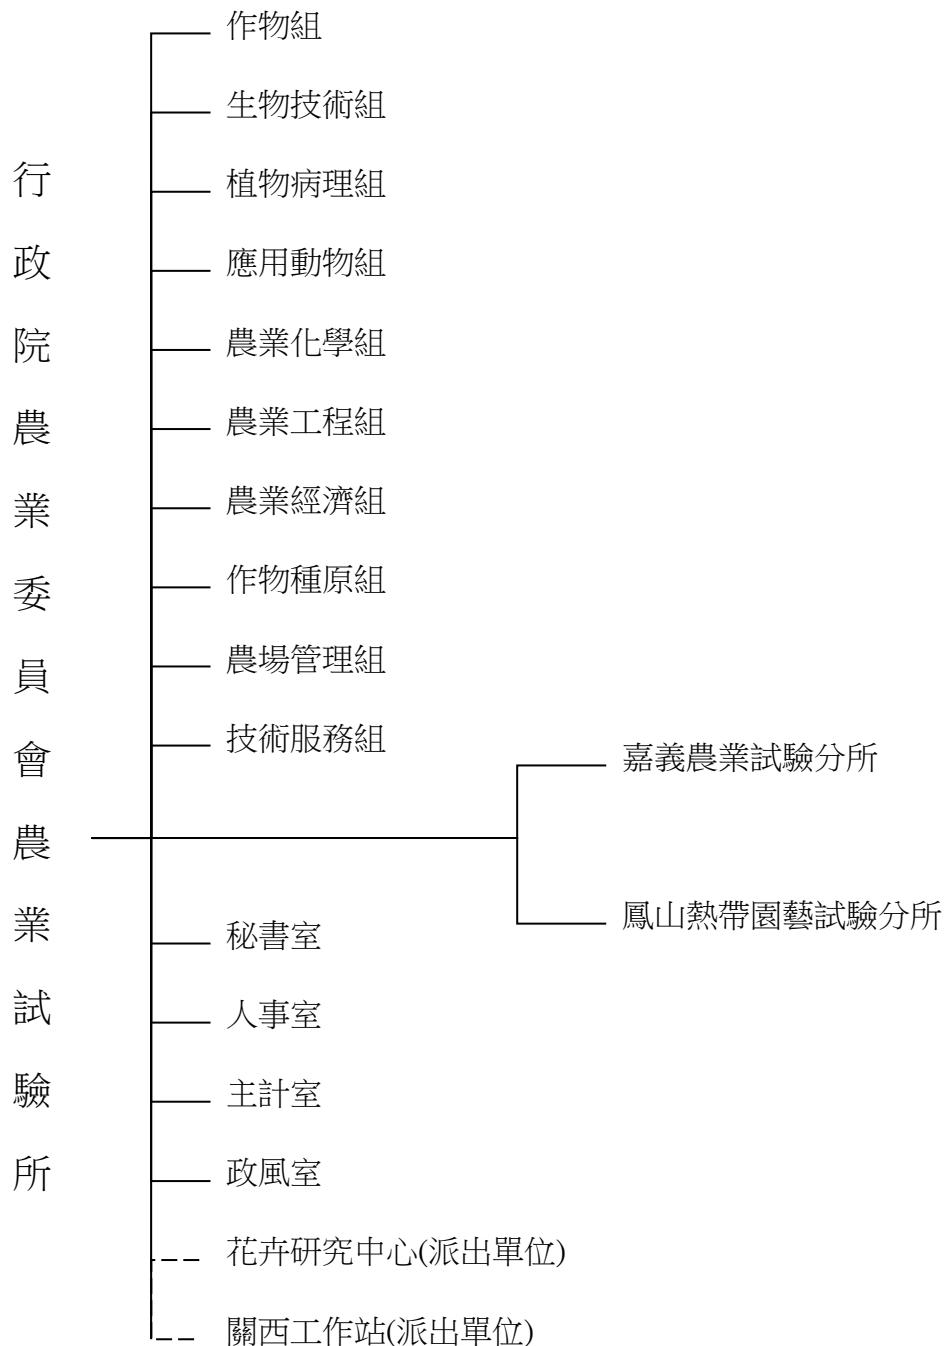 行政院農業委員會農業試驗所
作物組
生物技術組
植物病理組
應用動物組
農業化學組
農業工程組
農業經濟組
作物種原組
農場管理組
技術服務組
嘉義農業試驗分所
鳳山熱帶園藝試驗分所
秘書室
人事室
主計室
政風室
花卉研究中心(派出單位)
關西工作站(派出單位)